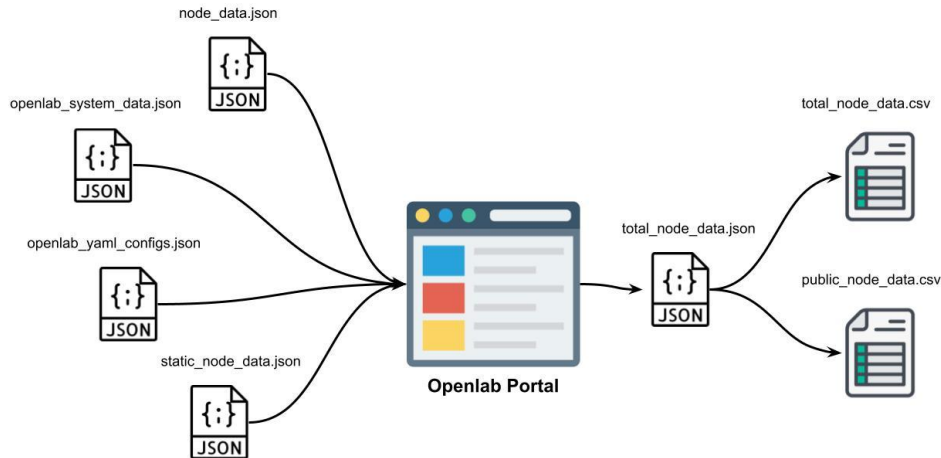 node_data.json
{;}
JSON
openlab_system_data.json
{;}
JSON
openlab_yaml_configs.json
{;}
JSON
static_node_data.json
{;}
JSON
Openlab Portal
total_node_data.json
{;}
JSON
total_node_data.csv
public_node_data.csv